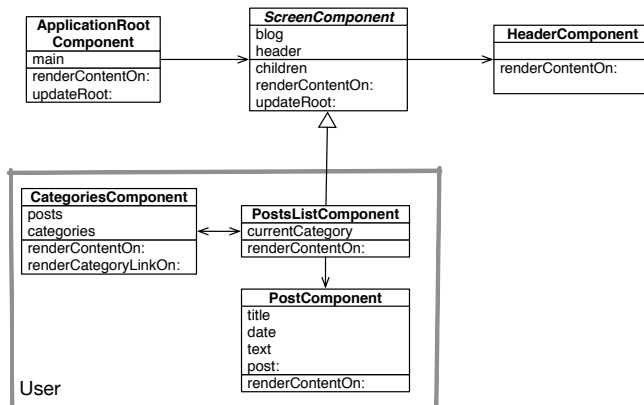 ApplicationRoot
Component
main
renderContentOn:
updateRoot:
ScreenComponent
blog
header
children
renderContentOn:
updateRoot:
HeaderComponent
renderContentOn:
CategoriesComponent
posts
categories
renderContentOn:
renderCategoryLinkOn:
PostsListComponent
currentCategory
renderContentOn:
PostComponent
title
date
text
post:
renderContentOn:
User